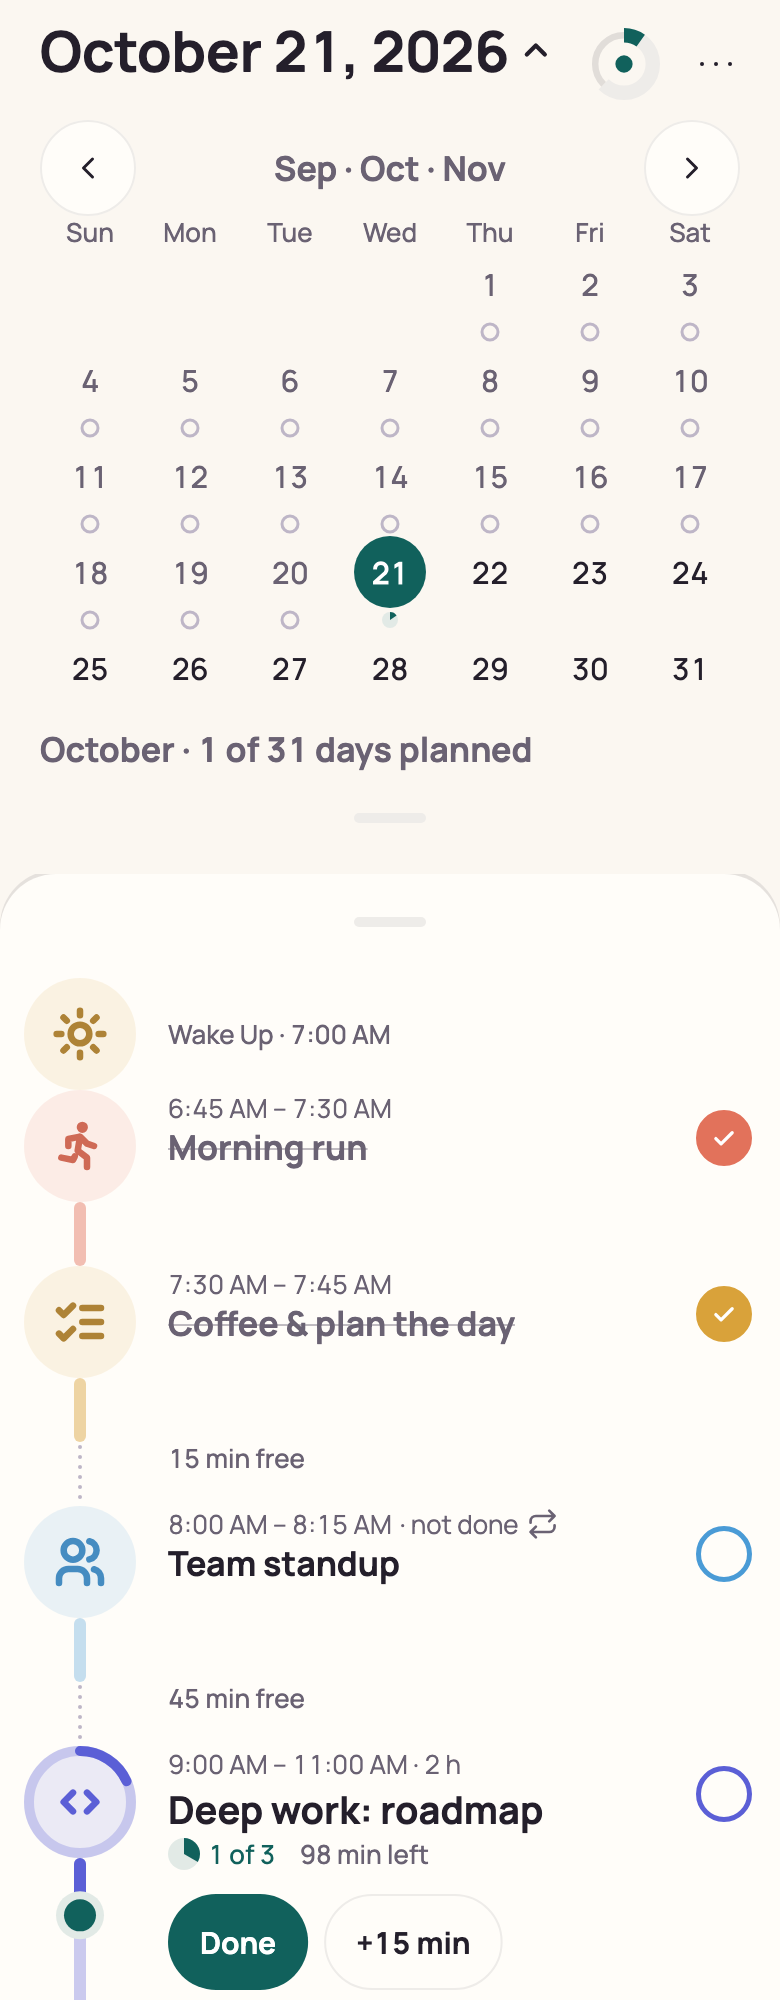 October 21, 2026
...
Sep · Oct · Nov
Sun Mon Tue Wed Thu Fri Sat
1 2 3
4 5 6 7 8 9 10
11 12 13 14 15 16 17
18 19 20 21 22 23 24
25 26 27 28 29 30 31
October · 1 of 31 days planned
Wake Up · 7:00 AM
6:45 AM – 7:30 AM
Morning run
7:30 AM – 7:45 AM
Coffee & plan the day
15 min free
8:00 AM – 8:15 AM · not done
Team standup
45 min free
9:00 AM – 11:00 AM · 2 h
Deep work: roadmap
1 of 3 98 min left
Done +15 min